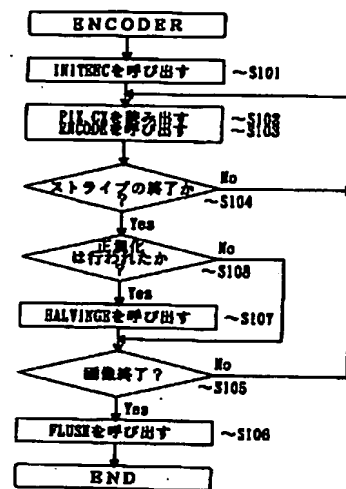 ENCODER
INITENCを呼び出す ~S101
PIX,CXを読み出す ~S102
ENCODEを呼び出す ~S103
ストライプの終了か
? ~S104
No
Yes
正規化
は行われたか
? ~S108
No
Yes
HALVINGEを呼び出す ~S107
画像終了? ~S105
No
Yes
FLUSHを呼び出す ~S106
END